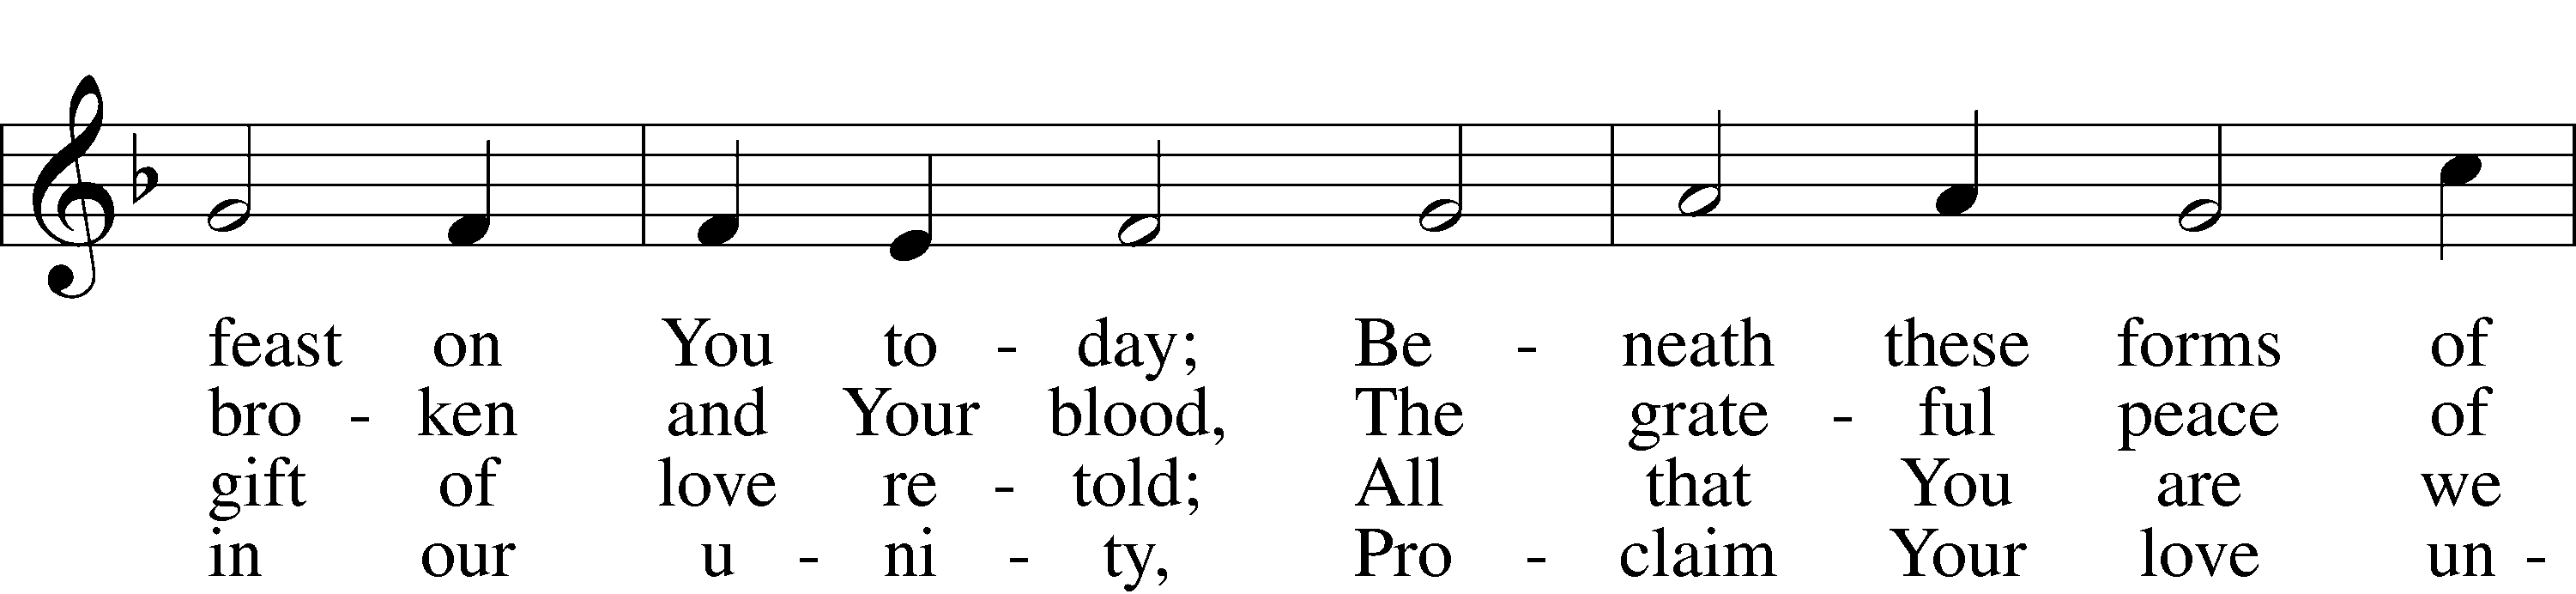 feast on You to - day; Be - neath these forms of
bro - ken and Your blood, The grate - ful peace of
gift of love re - told; All that You are we
in our u - ni - ty, Pro - claim Your love un -